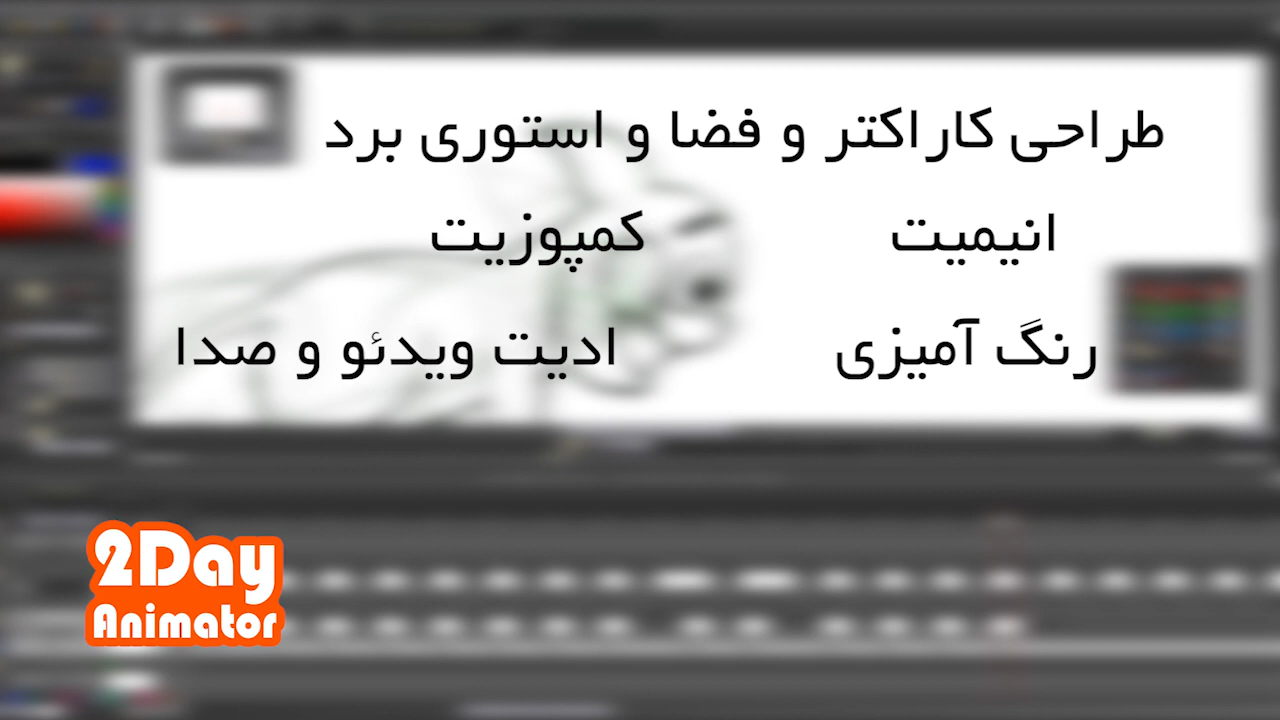 طراحی کاراکتر و فضا و استوری برد
انیمیت
کمپوزیت
رنگ آمیزی
ادیت ویدئو و صدا
2Day
Animator